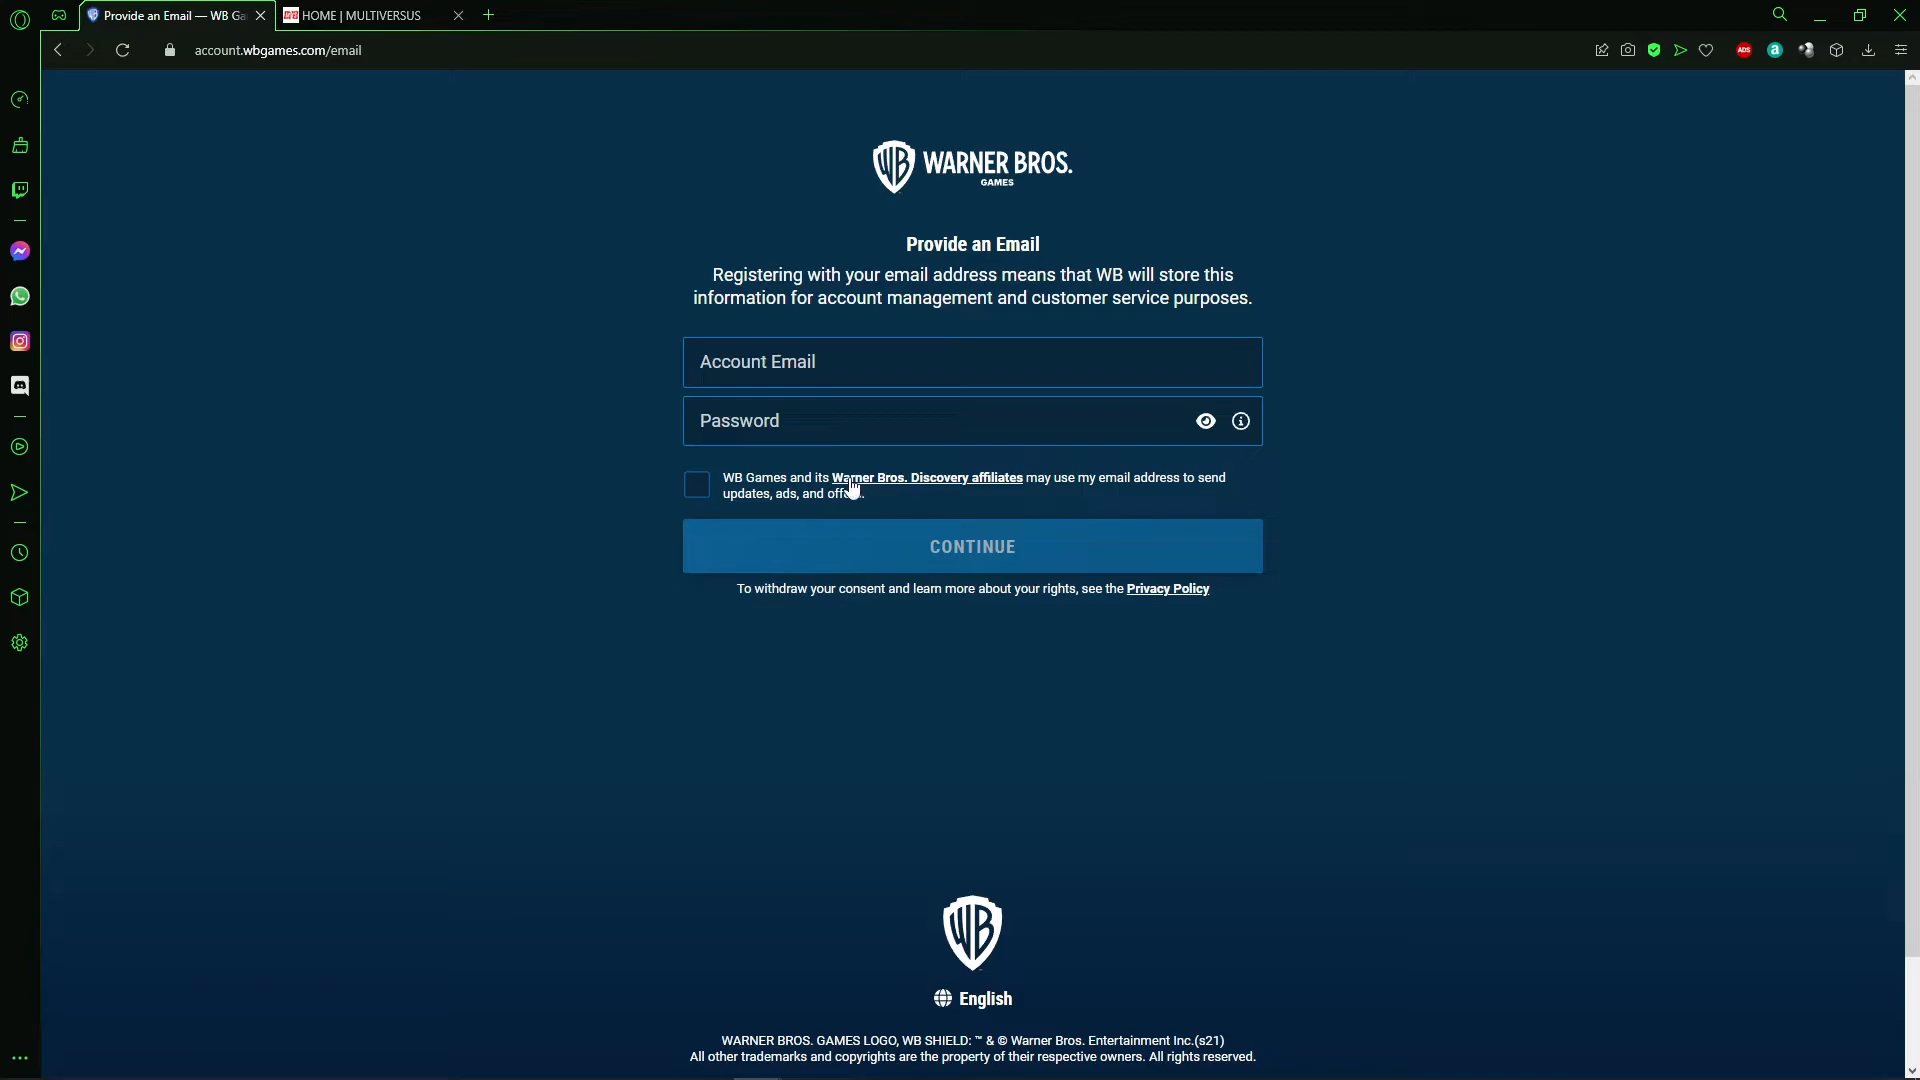 Provide an Email — WB Ga
HOME | MULTIVERSUS
account.wbgames.com/email
ADS
a
WB WARNER BROS.
GAMES
Provide an Email
Registering with your email address means that WB will store this
information for account management and customer service purposes.
Account Email
Password
WB Games and its Warner Bros. Discovery affiliates may use my email address to send
updates, ads, and
CONTINUE
To withdraw your consent and learn more about your rights, see the Privacy Policy
WB
English
WARNER BROS. GAMES LOGO, WB SHIELD: ™ & © Warner Bros. Entertainment Inc.(s21)
All other trademarks and copyrights are the property of their respective owners. All rights reserved.